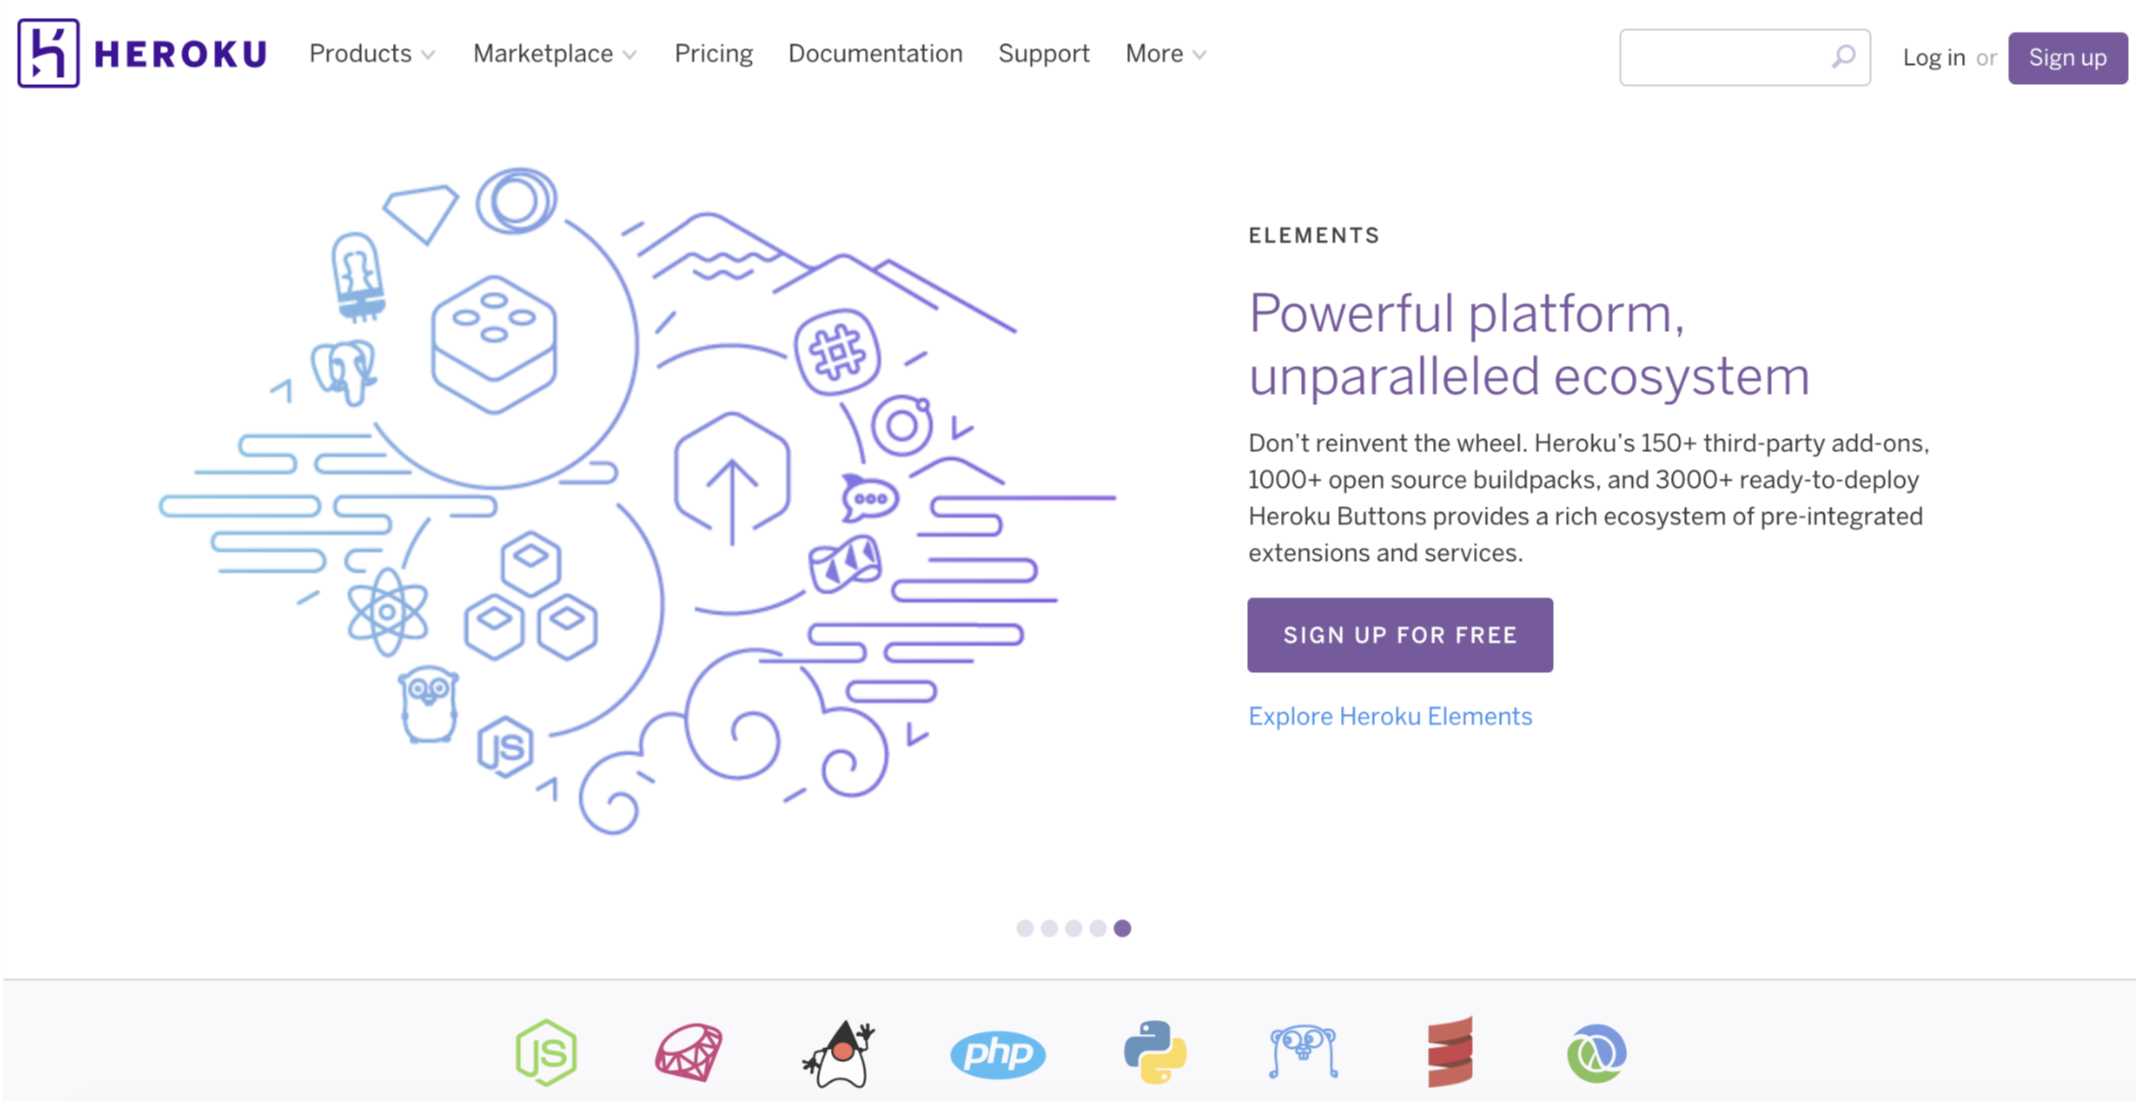 HEROKU Products Marketplace Pricing Documentation Support More Log in or Sign up
ELEMENTS
Powerful platform,
unparalleled ecosystem
Don't reinvent the wheel. Heroku's 150+ third-party add-ons,
1000+ open source buildpacks, and 3000+ ready-to-deploy
Heroku Buttons provides a rich ecosystem of pre-integrated
extensions and services.
SIGN UP FOR FREE
Explore Heroku Elements
JS
JS php